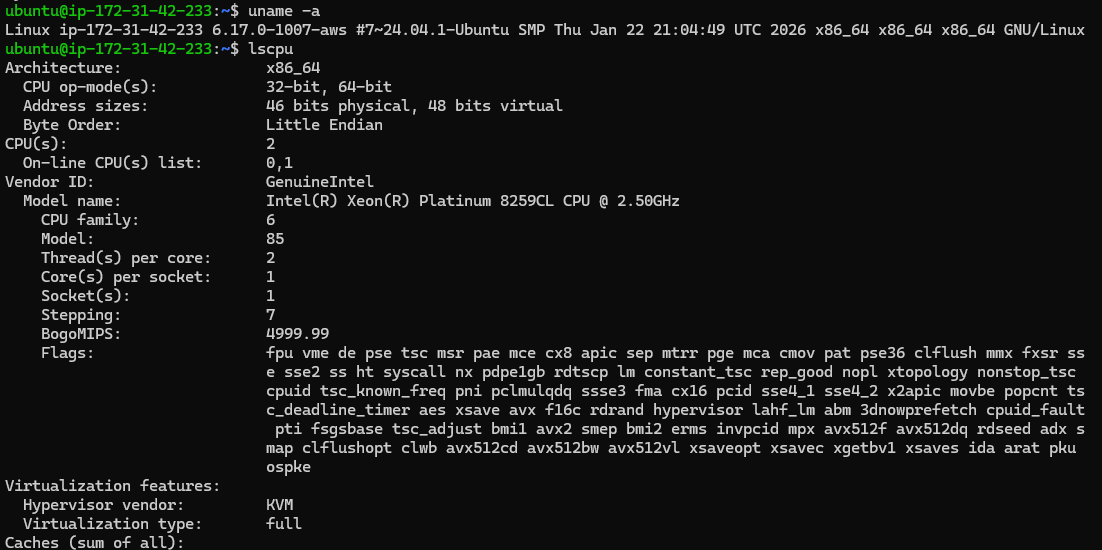 ubuntu@ip-172-31-42-233:~$ uname -a
Linux ip-172-31-42-233 6.17.0-1007-aws #7~24.04.1-Ubuntu SMP Thu Jan 22 21:04:49 UTC 2026 x86_64 x86_64 x86_64 GNU/Linux
ubuntu@ip-172-31-42-233:~$ lscpu
Architecture:                x86_64
  CPU op-mode(s):            32-bit, 64-bit
  Address sizes:             46 bits physical, 48 bits virtual
  Byte Order:                Little Endian
CPU(s):                      2
  On-line CPU(s) list:       0,1
Vendor ID:                   GenuineIntel
  Model name:                Intel(R) Xeon(R) Platinum 8259CL CPU @ 2.50GHz
    CPU family:              6
    Model:                   85
    Thread(s) per core:      2
    Core(s) per socket:      1
    Socket(s):               1
    Stepping:                7
    BogoMIPS:                4999.99
    Flags:                   fpu vme de pse tsc msr pae mce cx8 apic sep mtrr pge mca cmov pat pse36 clflush mmx fxsr ss
                             e sse2 ss ht syscall nx pdpe1gb rdtscp lm constant_tsc rep_good nopl xtopology nonstop_tsc
                             cpuid tsc_known_freq pni pclmulqdq ssse3 fma cx16 pcid sse4_1 sse4_2 x2apic movbe popcnt ts
                             c_deadline_timer aes xsave avx f16c rdrand hypervisor lahf_lm abm 3dnowprefetch cpuid_fault
                              pti fsgsbase tsc_adjust bmi1 avx2 smep bmi2 erms invpcid mpx avx512f avx512dq rdseed adx s
                             map clflushopt clwb avx512cd avx512bw avx512vl xsaveopt xsavec xgetbv1 xsaves ida arat pku
                             ospke
Virtualization features:
  Hypervisor vendor:         KVM
  Virtualization type:       full
Caches (sum of all):